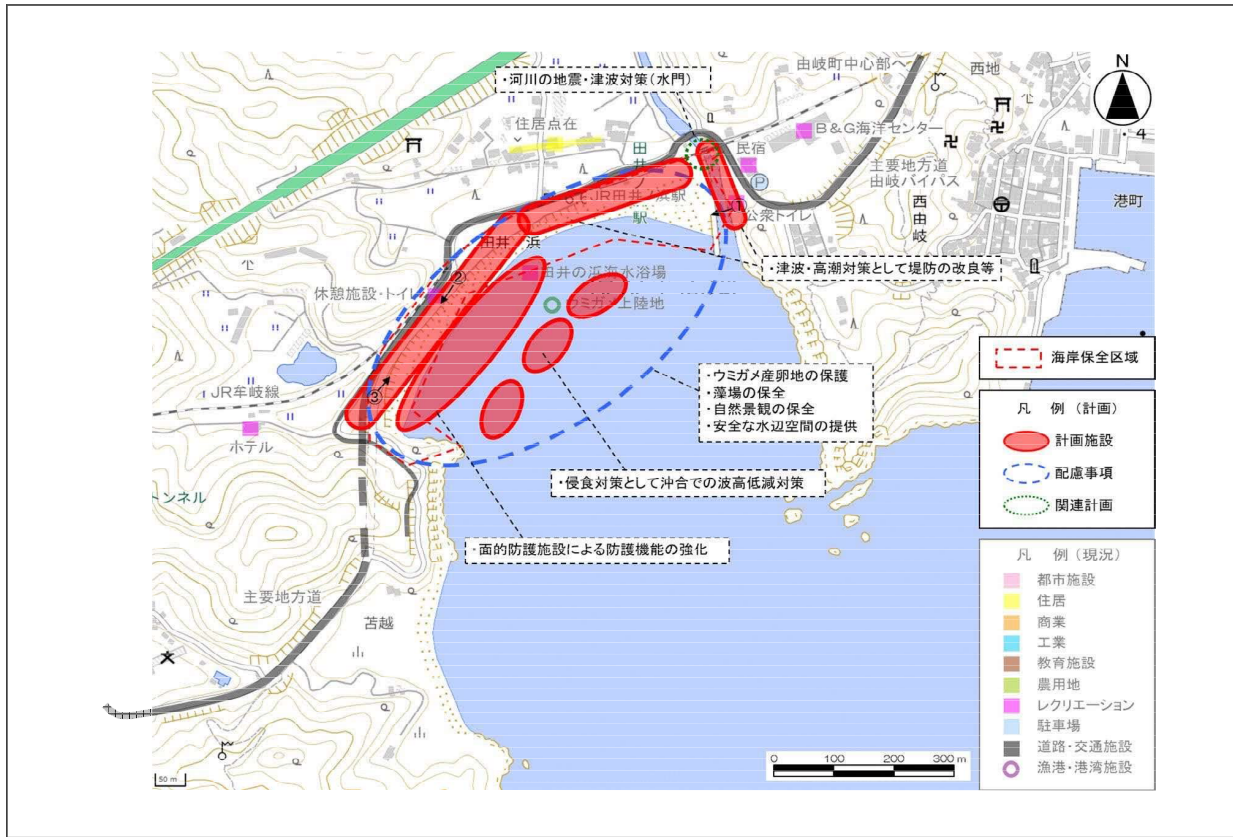 ・河川の地震・津波対策(水門)
由岐町中心部へ
西地
N
・4
住居点在
B&G海洋センター
民宿
主要地方道
由岐バイパス
P
港町
西由岐
JR田井ノ浜駅
公衆トイレ
田井ノ浜
・津波・高潮対策として堤防の改良等
田井の浜海水浴場
②
休憩施設・トイレ
ウミガメ上陸地
・ウミガメ産卵地の保護
・藻場の保全
・自然景観の保全
・安全な水辺空間の提供
海岸保全区域
JR牟岐線
③
ホテル
凡 例(計画)
計画施設
配慮事項
関連計画
・侵食対策として沖合での波高低減対策
トンネル
・面的防護施設による防護機能の強化
凡 例(現況)
都市施設
住居
商業
工業
教育施設
農用地
レクリエーション
駐車場
道路・交通施設
漁港・港湾施設
主要地方道
苫越
0 100 200 300 m
50 m